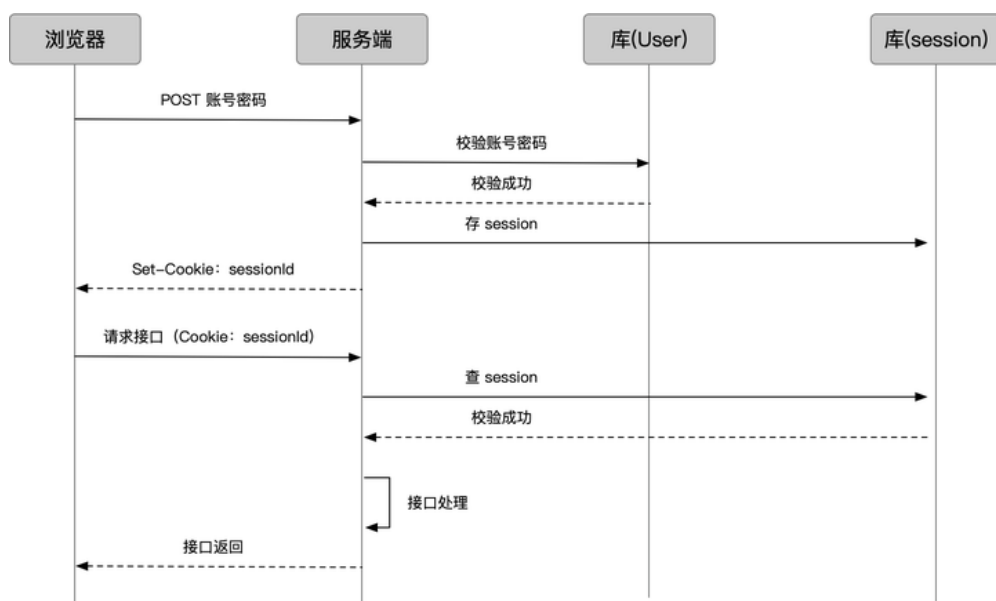 浏览器
服务端
库(User)
库(session)
POST 账号密码
校验账号密码
校验成功
存 session
Set-Cookie：sessionId
请求接口（Cookie：sessionId）
查 session
校验成功
接口处理
接口返回